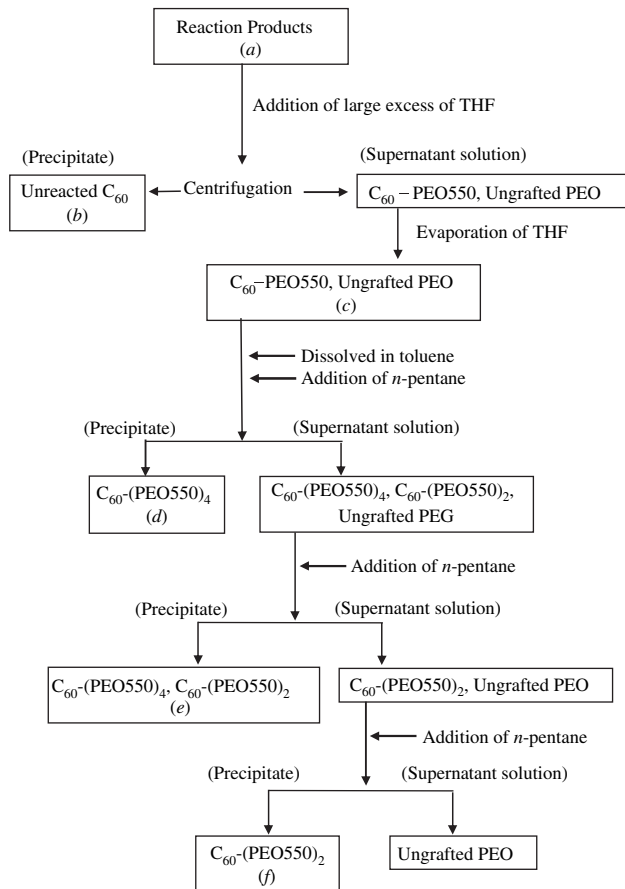 Reaction Products
(a)
Addition of large excess of THF
(Precipitate)
(Supernatant solution)
Unreacted C₆₀
(b)
Centrifugation
C₆₀ – PEO550, Ungrafted PEO
Evaporation of THF
C₆₀–PEO550, Ungrafted PEO
(c)
Dissolved in toluene
Addition of n-pentane
(Precipitate)
(Supernatant solution)
C₆₀-(PEO550)₄
(d)
C₆₀-(PEO550)₄, C₆₀-(PEO550)₂,
Ungrafted PEG
Addition of n-pentane
(Precipitate)
(Supernatant solution)
C₆₀-(PEO550)₄, C₆₀-(PEO550)₂
(e)
C₆₀-(PEO550)₂, Ungrafted PEO
Addition of n-pentane
(Precipitate)
(Supernatant solution)
C₆₀-(PEO550)₂
(f)
Ungrafted PEO